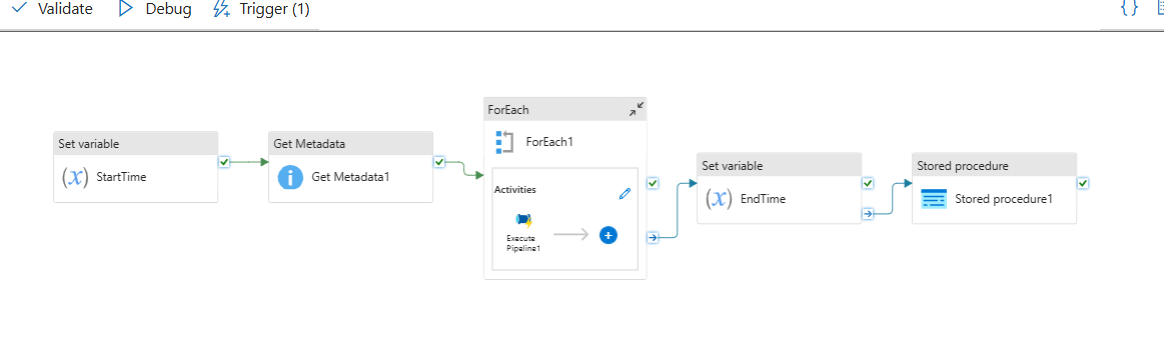 Validate Debug Trigger (1) {}
Set variable
(x) StartTime
Get Metadata
Get Metadata1
ForEach
ForEach1
Activities
Execute
Pipeline1
Set variable
(x) EndTime
Stored procedure
Stored procedure1